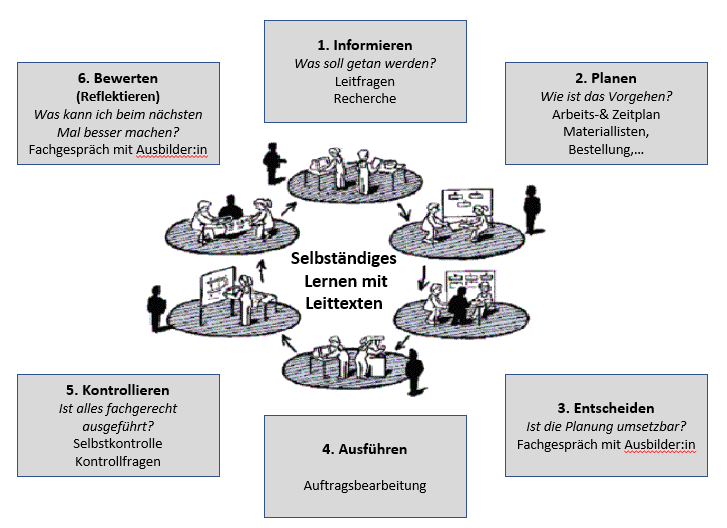 1. Informieren
Was soll getan werden?
Leitfragen
Recherche
2. Planen
Wie ist das Vorgehen?
Arbeits-& Zeitplan
Materiallisten,
Bestellung,...
3. Entscheiden
Ist die Planung umsetzbar?
Fachgespräch mit Ausbilder:in
4. Ausführen
Auftragsbearbeitung
5. Kontrollieren
Ist alles fachgerecht
ausgeführt?
Selbstkontrolle
Kontrollfragen
6. Bewerten
(Reflektieren)
Was kann ich beim nächsten
Mal besser machen?
Fachgespräch mit Ausbilder:in
Selbständiges
Lernen mit
Leittexten